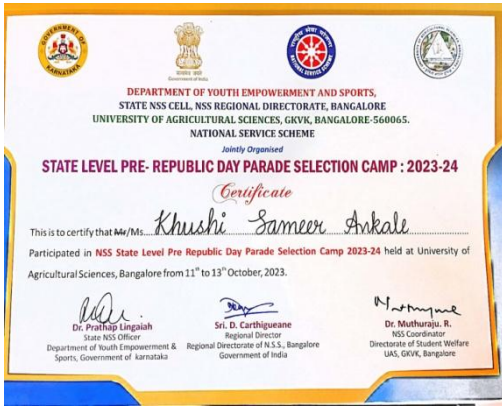 GOVERNMENT OF
KARNATAKA
सत्यमेव जयते
Government of India
राष्ट्रीय सेवा योजना
NATIONAL SERVICE SCHEME
DEPARTMENT OF YOUTH EMPOWERMENT AND SPORTS,
STATE NSS CELL, NSS REGIONAL DIRECTORATE, BANGALORE
UNIVERSITY OF AGRICULTURAL SCIENCES, GKVK, BANGALORE-560065.
NATIONAL SERVICE SCHEME
Jointly Organised
STATE LEVEL PRE- REPUBLIC DAY PARADE SELECTION CAMP : 2023-24
Certificate
This is to certify that Mr/Ms. Khushi Sameer Ankale
Participated in NSS State Level Pre Republic Day Parade Selection Camp 2023-24 held at University of
Agricultural Sciences, Bangalore from 11th to 13th October, 2023.
Dr. Prathap Lingaiah
State NSS Officer
Department of Youth Empowerment &
Sports, Government of karnataka
Sri. D. Carthigueane
Regional Director
Regional Directorate of N.S.S., Bangalore
Government of India
Dr. Muthuraju. R.
NSS Coordinator
Directorate of Student Welfare
UAS, GKVK, Bangalore